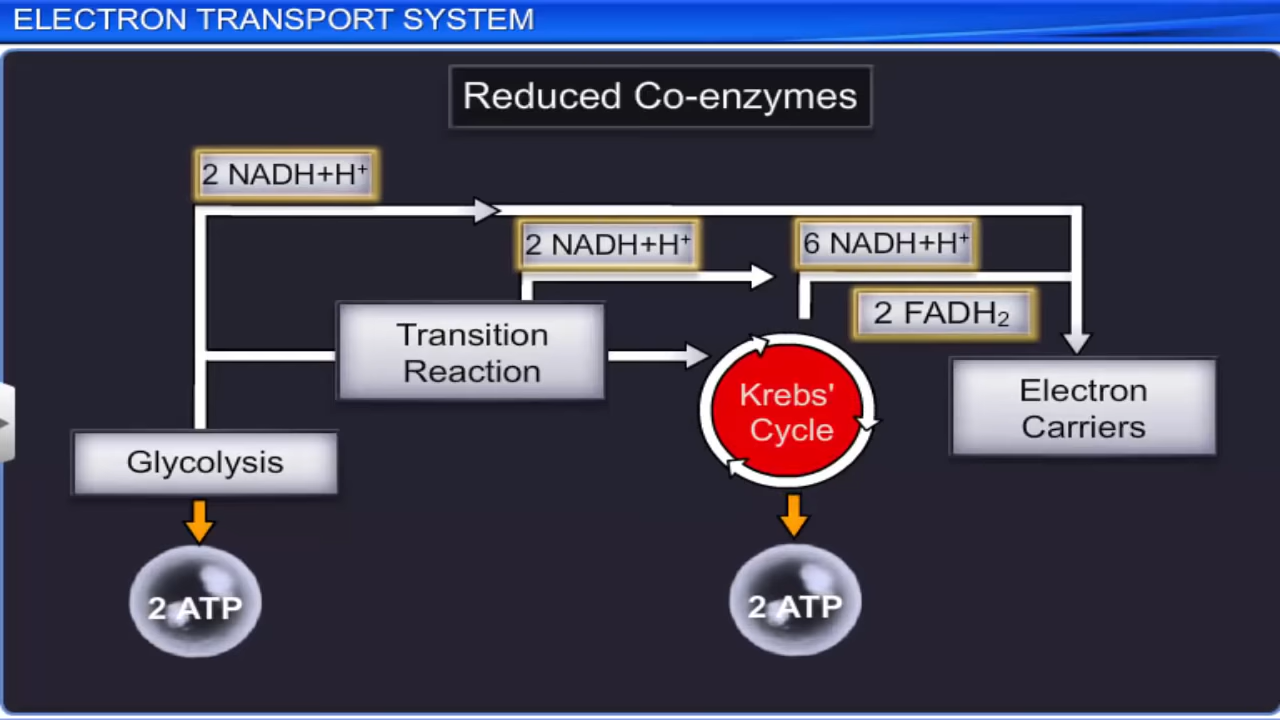 ELECTRON TRANSPORT SYSTEM
Reduced Co-enzymes
2 NADH+H⁺
2 NADH+H⁺
6 NADH+H⁺
2 FADH₂
Transition
Reaction
Krebs'
Cycle
Electron
Carriers
Glycolysis
2 ATP
2 ATP